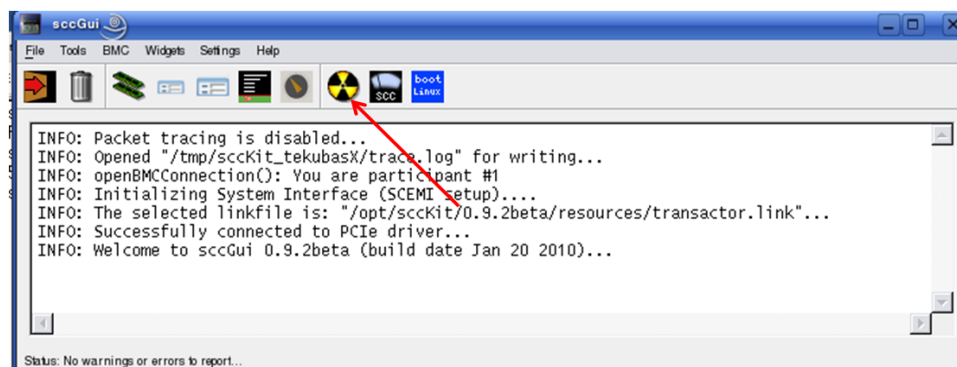 sccGui
File Tools BMC Widgets Settings Help
scc
boot
Linux
INFO: Packet tracing is disabled...
INFO: Opened "/tmp/sccKit_tekubasX/trace.log" for writing...
INFO: openBMCConnection(): You are participant #1
INFO: Initializing System Interface (SCEMI setup)....
INFO: The selected linkfile is: "/opt/sccKit/0.9.2beta/resources/transactor.link"...
INFO: Successfully connected to PCIe driver...
INFO: Welcome to sccGui 0.9.2beta (build date Jan 20 2010)...
Status: No warnings or errors to report...